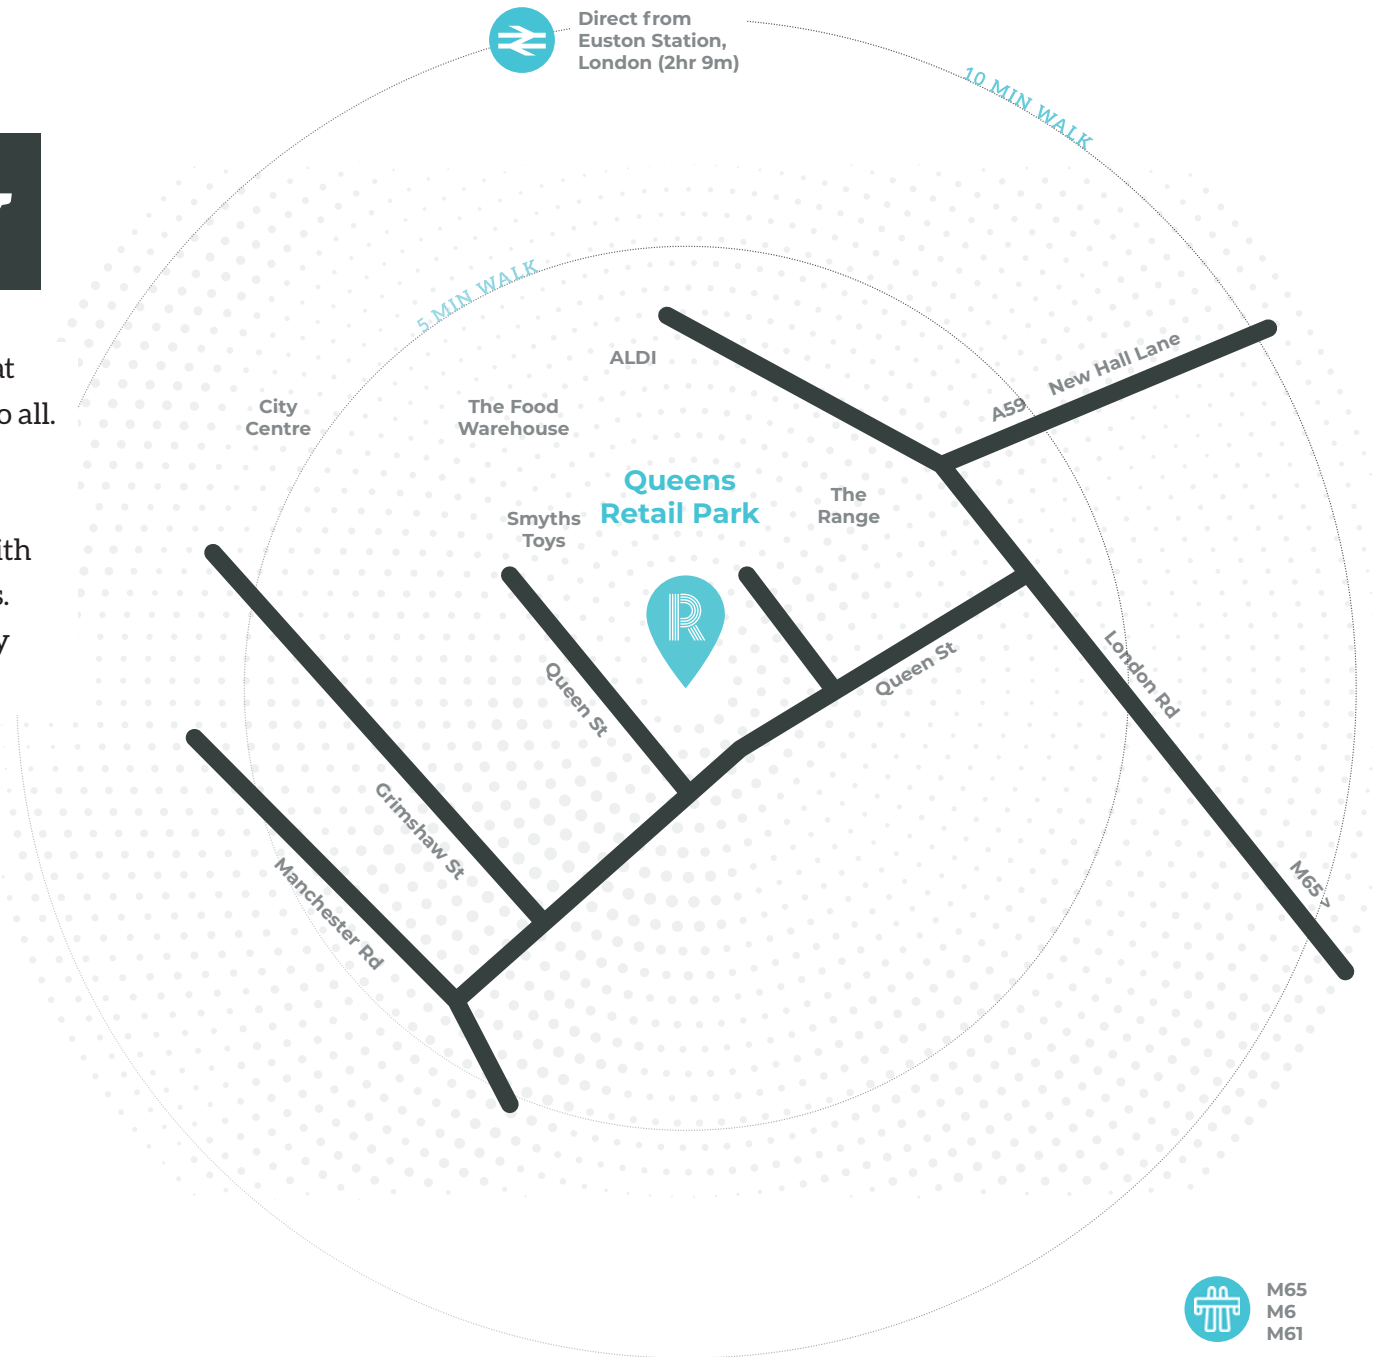 Direct from
Euston Station,
London (2hr 9m)
10 MIN WALK
5 MIN WALK
ALDI
New Hall Lane
A59
City
Centre
The Food
Warehouse
o all.
Queens
Retail Park
The
Range
Smyths
Toys
R
Queen St
Queen St
London Rd
Grimshaw St
Manchester Rd
M65 >
M65
M6
M61